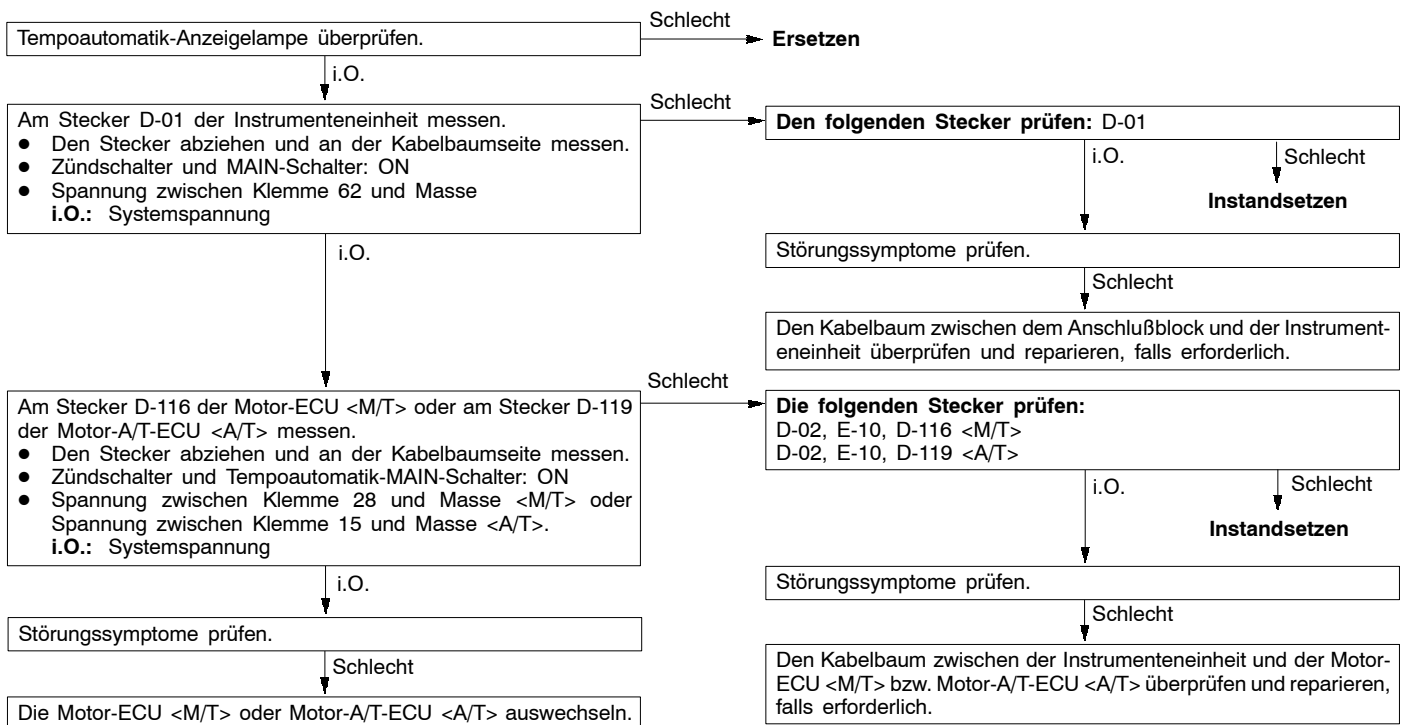 Tempoautomatik-Anzeigelampe überprüfen.
Schlecht
Ersetzen
i.O.
Am Stecker D-01 der Instrumenteneinheit messen.
● Den Stecker abziehen und an der Kabelbaumseite messen.
● Zündschalter und MAIN-Schalter: ON
● Spannung zwischen Klemme 62 und Masse
i.O.: Systemspannung
Schlecht
Den folgenden Stecker prüfen: D-01
i.O.
Schlecht
Instandsetzen
Störungssymptome prüfen.
Schlecht
Den Kabelbaum zwischen dem Anschlußblock und der Instrument-
eneinheit überprüfen und reparieren, falls erforderlich.
i.O.
Am Stecker D-116 der Motor-ECU <M/T> oder am Stecker D-119
der Motor-A/T-ECU <A/T> messen.
● Den Stecker abziehen und an der Kabelbaumseite messen.
● Zündschalter und Tempoautomatik-MAIN-Schalter: ON
● Spannung zwischen Klemme 28 und Masse <M/T> oder
Spannung zwischen Klemme 15 und Masse <A/T>.
i.O.: Systemspannung
Schlecht
Die folgenden Stecker prüfen:
D-02, E-10, D-116 <M/T>
D-02, E-10, D-119 <A/T>
i.O.
Schlecht
Instandsetzen
Störungssymptome prüfen.
Schlecht
Den Kabelbaum zwischen der Instrumenteneinheit und der Motor-
ECU <M/T> bzw. Motor-A/T-ECU <A/T> überprüfen und reparieren,
falls erforderlich.
i.O.
Störungssymptome prüfen.
Schlecht
Die Motor-ECU <M/T> oder Motor-A/T-ECU <A/T> auswechseln.